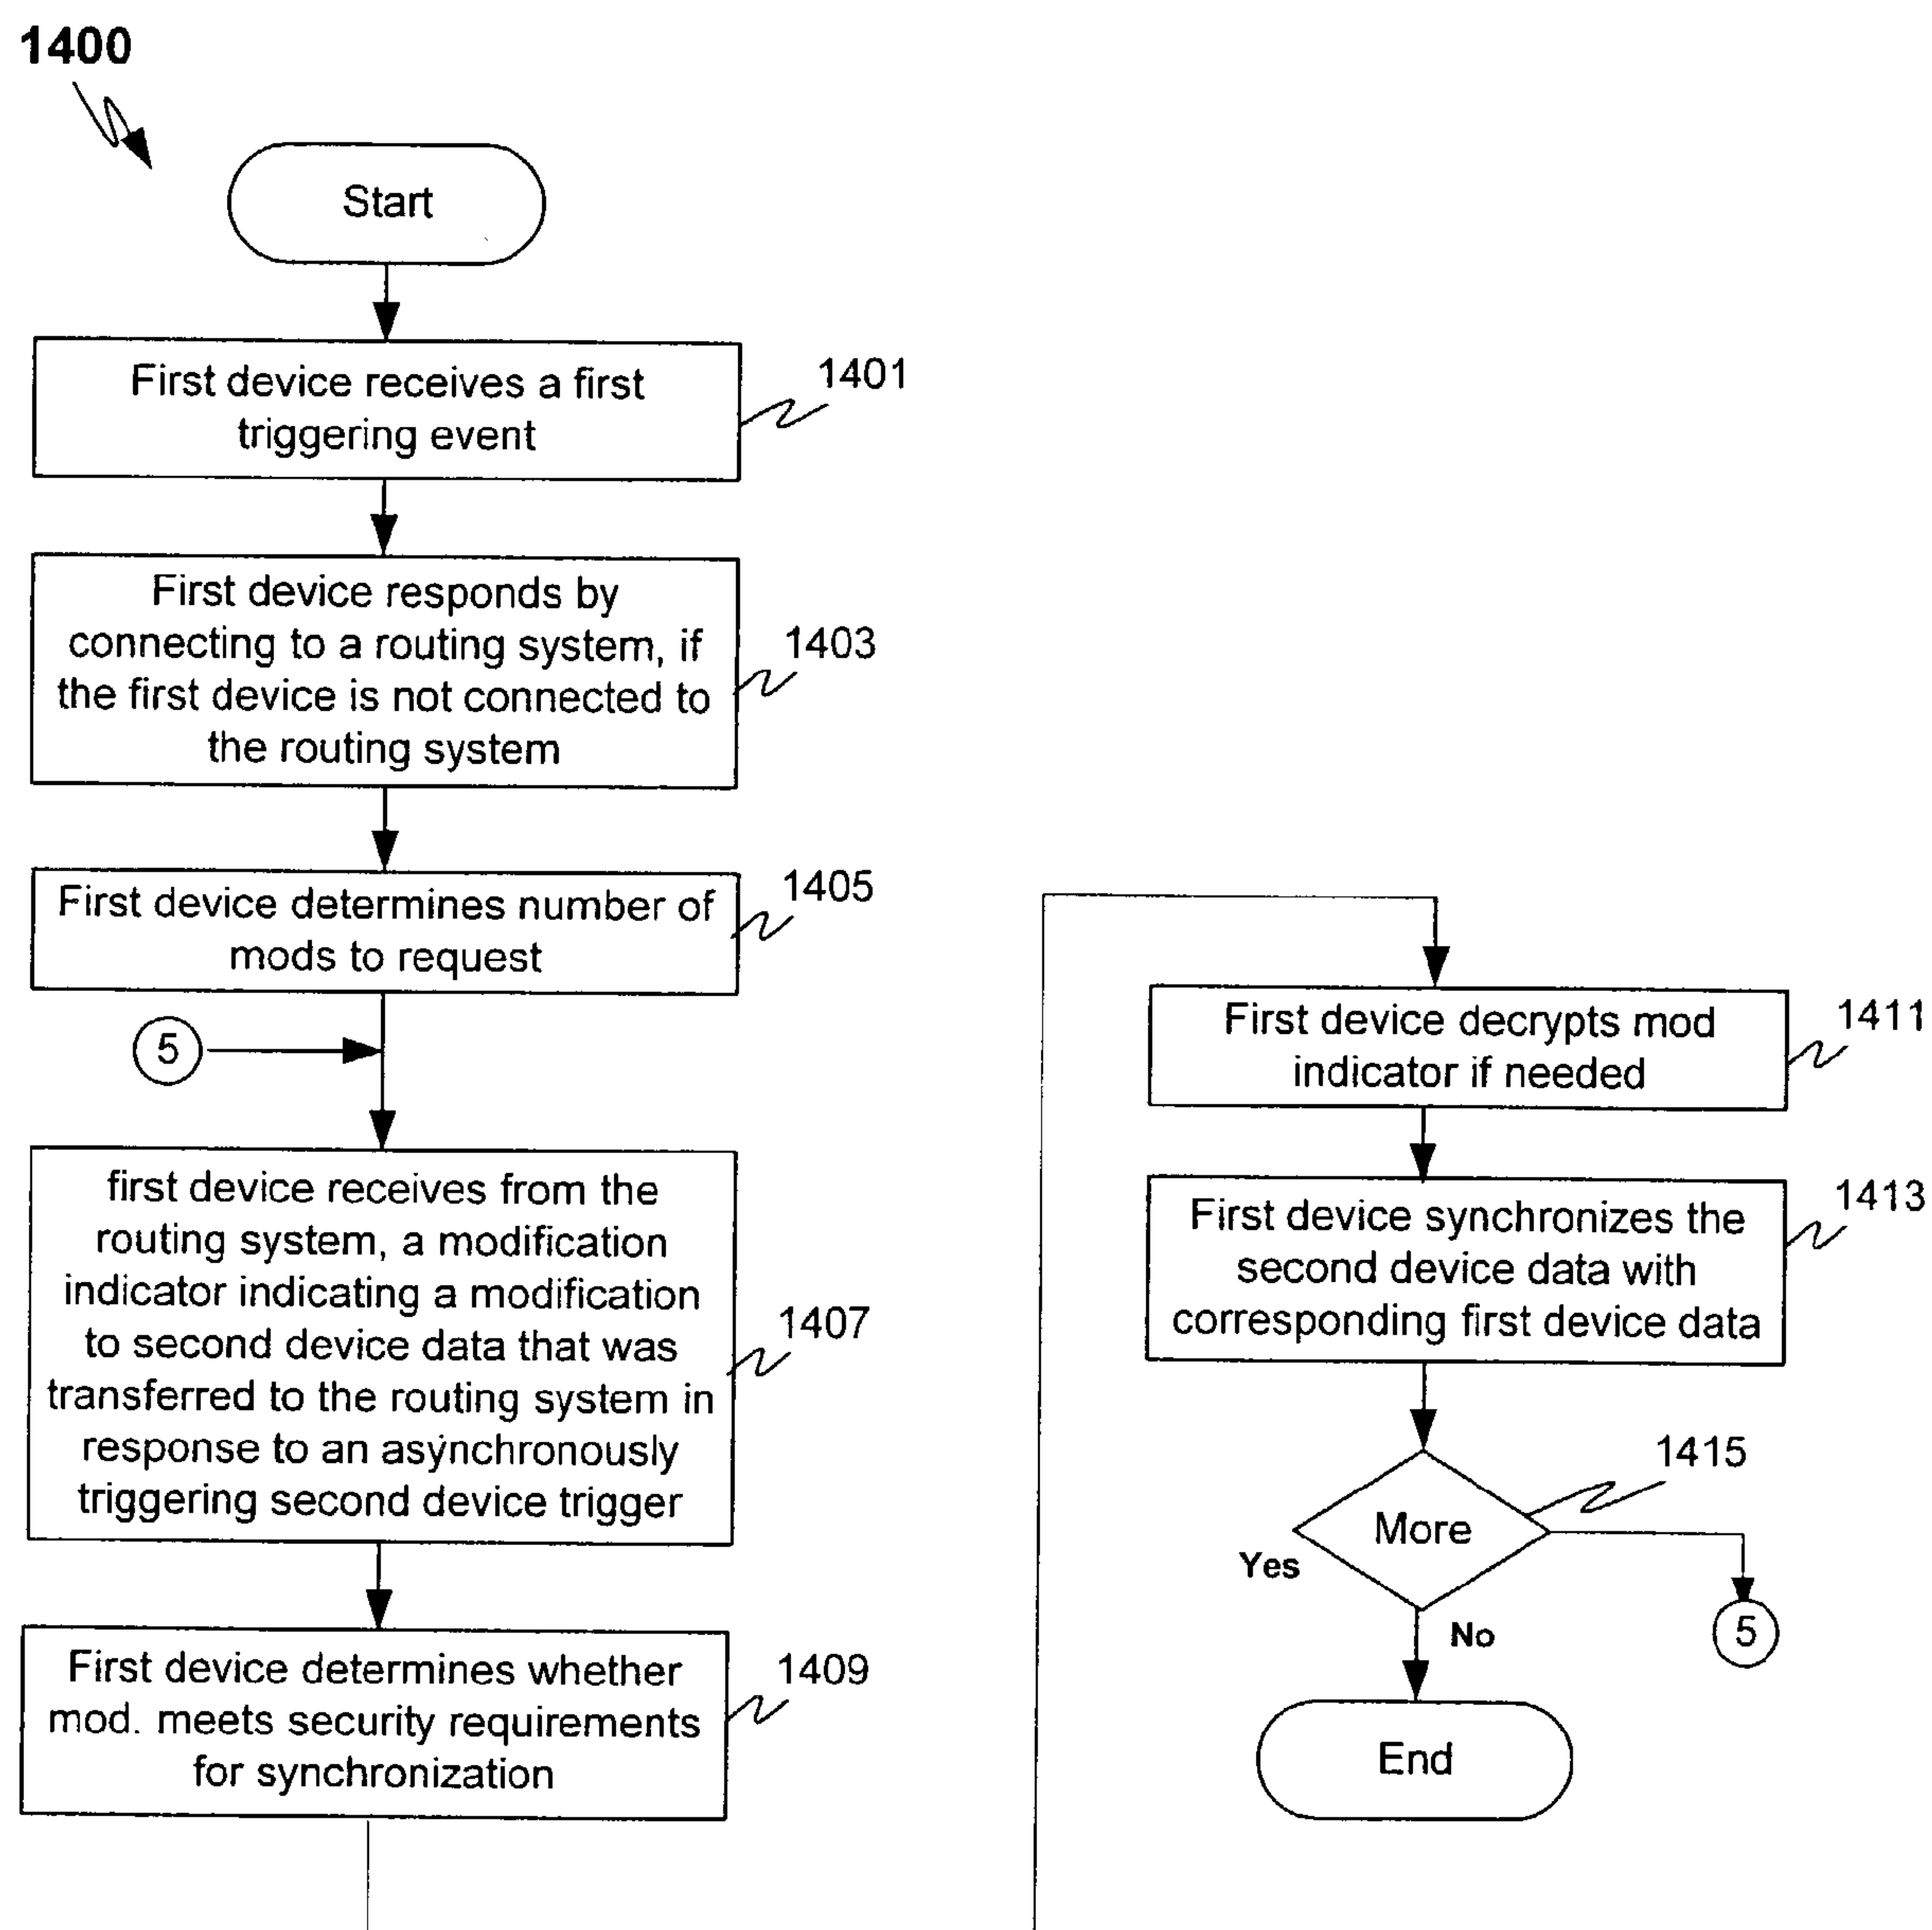 1400
Start
First device receives a first
triggering event
1401
First device responds by
connecting to a routing system, if
the first device is not connected to
the routing system
1403
First device determines number of
mods to request
1405
5
first device receives from the
routing system, a modification
indicator indicating a modification
to second device data that was
transferred to the routing system in
response to an asynchronously
triggering second device trigger
1407
First device determines whether
mod. meets security requirements
for synchronization
1409
First device decrypts mod
indicator if needed
1411
First device synchronizes the
second device data with
corresponding first device data
1413
More
1415
Yes
No
5
End